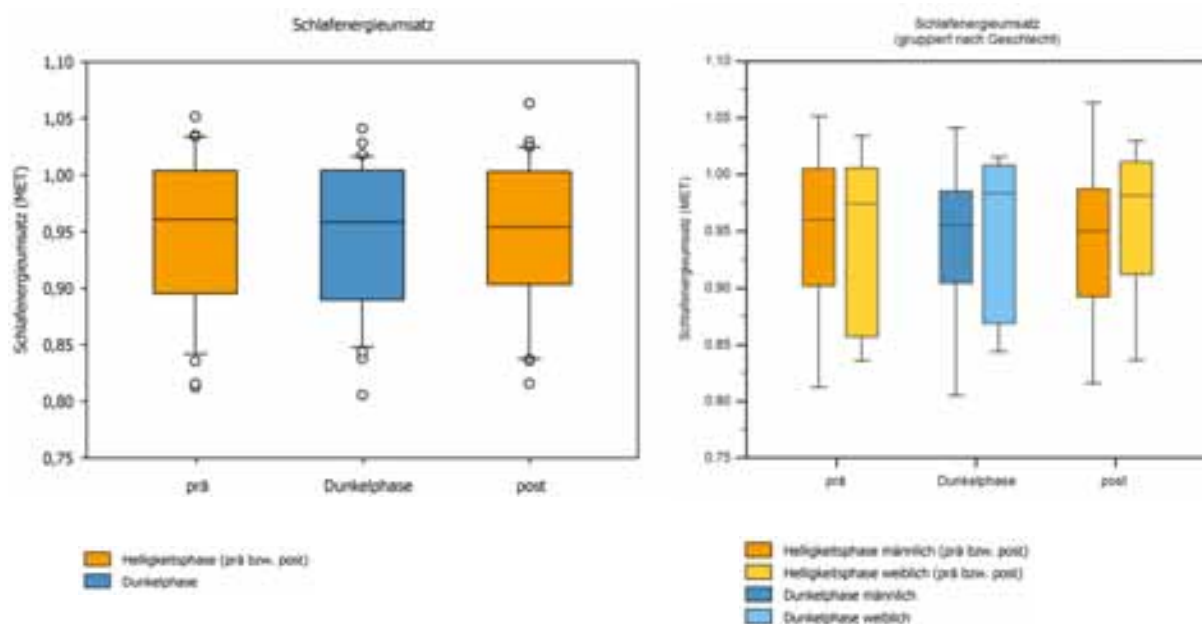 Schlafenergieumsatz
1,10
1,05
1,00
0,95
0,90
0,85
0,80
0,75
Schlafenergieumsatz (MET)
prä
Dunkelphase
post
Helligkeitsphase (prä bzw. post)
Dunkelphase
Schlafenergieumsatz
(gruppiert nach Geschlecht)
1.10
1.05
1.00
0.95
0.90
0.85
0.80
0.75
Schlafenergieumsatz (MET)
prä
Dunkelphase
post
Helligkeitsphase männlich (prä bzw. post)
Helligkeitsphase weiblich (prä bzw. post)
Dunkelphase männlich
Dunkelphase weiblich